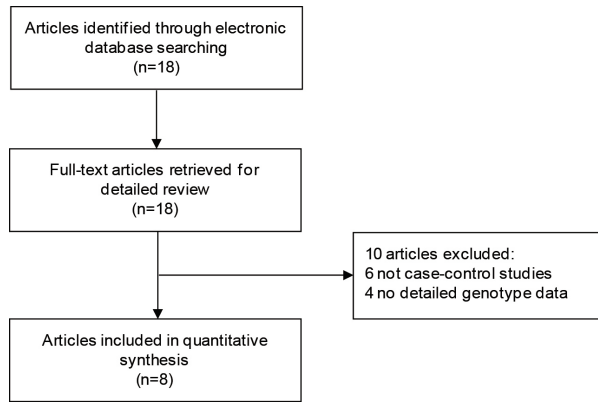 Articles identified through electronic
database searching
(n=18)
Full-text articles retrieved for
detailed review
(n=18)
10 articles excluded:
6 not case-control studies
4 no detailed genotype data
Articles included in quantitative
synthesis
(n=8)